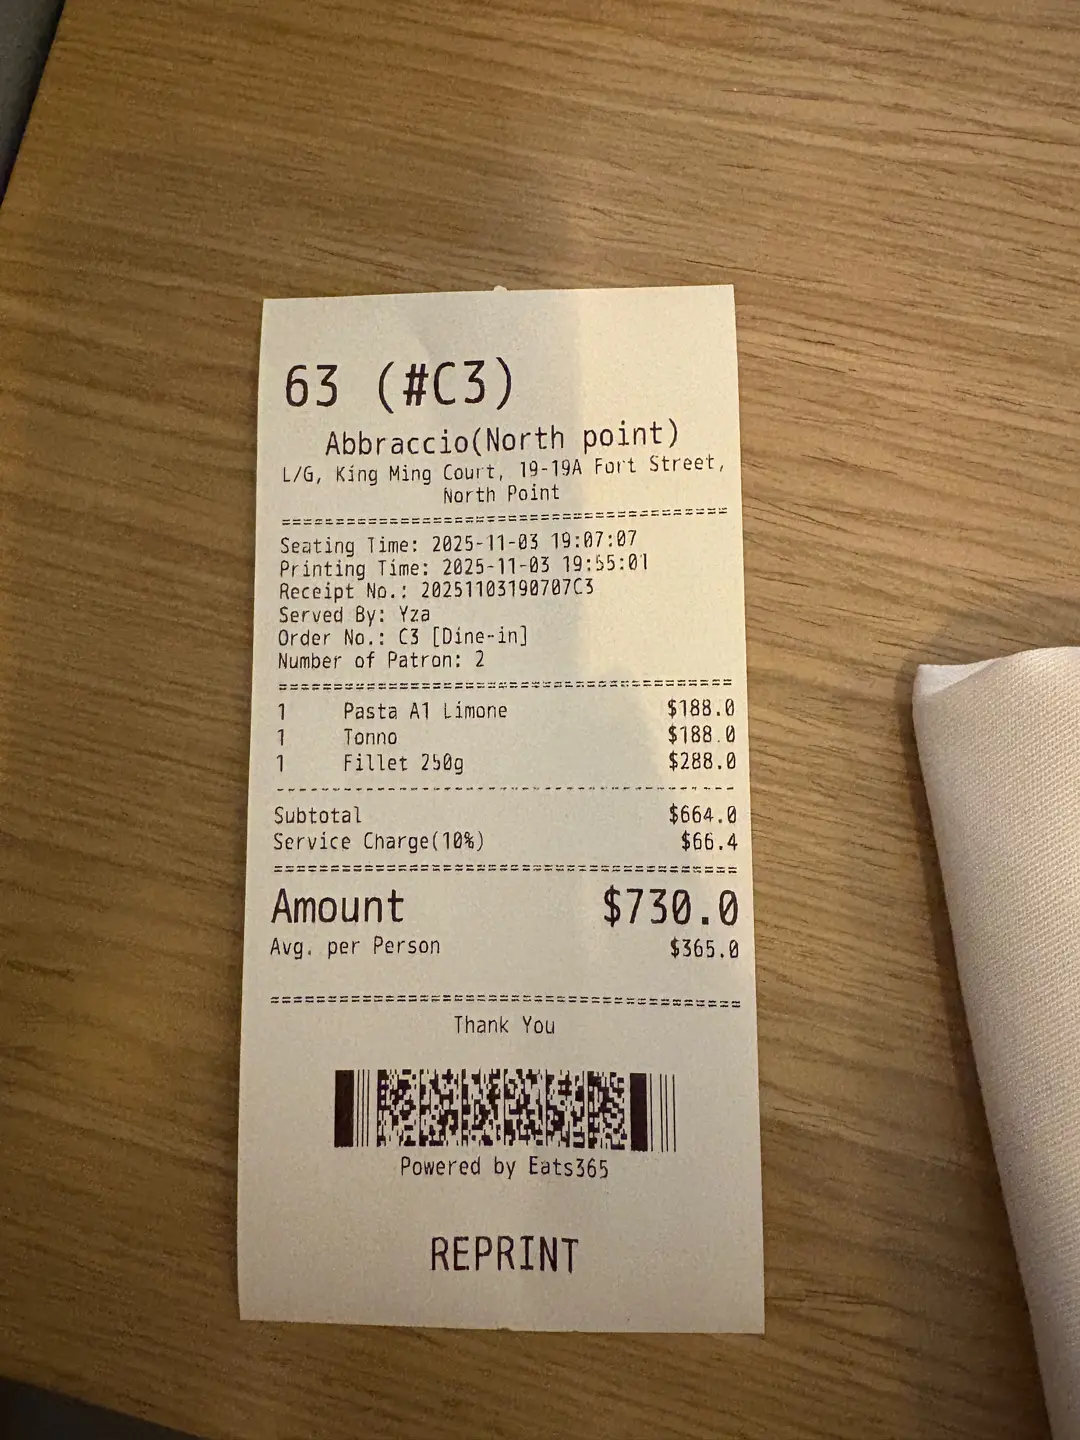 63 (#C3)
Abbraccio(North point)
L/G, King Ming Court, 19-19A Fort Street,
North Point
Seating Time: 2025-11-03 19:07:07
Printing Time: 2025-11-03 19:55:01
Receipt No.: 20251103190707C3
Served By: Yza
Order No.: C3 [Dine-in]
Number of Patron: 2
1 Pasta A1 Limone $188.0
1 Tonno $188.0
1 Fillet 250g $288.0
Subtotal $664.0
Service Charge(10%) $66.4
Amount $730.0
Avg. per Person $365.0
Thank You
Powered by Eats365
REPRINT